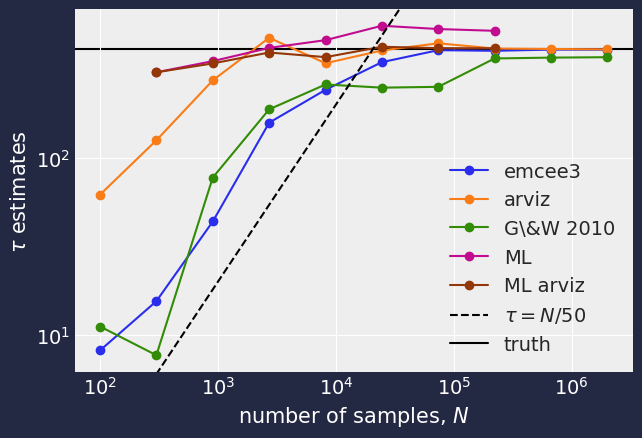 τ estimates
10²
10¹
emcee3
arviz
G\&W 2010
ML
ML arviz
τ = N/50
truth
10² 10³ 10⁴ 10⁵ 10⁶
number of samples, N